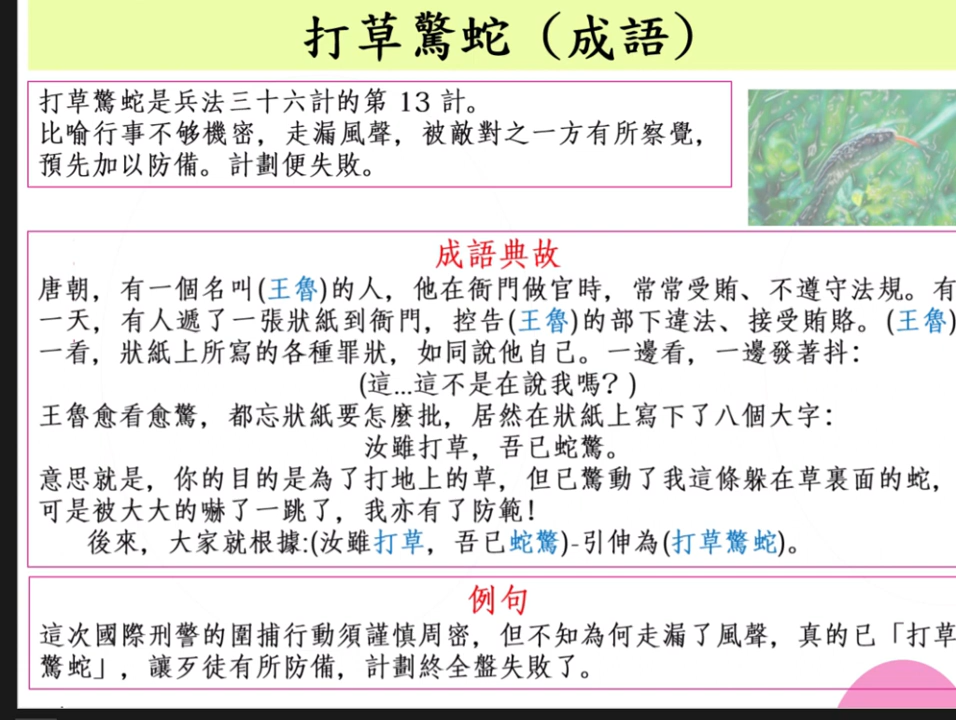 打草驚蛇（成語）
打草驚蛇是兵法三十六計的第 13 計。
比喻行事不够機密，走漏風聲，被敵對之一方有所察覺，
預先加以防備。計劃便失敗。
成語典故
唐朝，有一個名叫(王魯)的人，他在衙門做官時，常常受賄、不遵守法規。有
一天，有人遞了一張狀紙到衙門，控告(王魯)的部下違法、接受賄賂。(王魯)
一看，狀紙上所寫的各種罪狀，如同說他自己。一邊看，一邊發著抖：
(這...這不是在說我嗎？)
王魯愈看愈驚，都忘狀紙要怎麼批，居然在狀紙上寫下了八個大字：
汝雖打草，吾已蛇驚。
意思就是，你的目的是為了打地上的草，但已驚動了我這條躲在草裏面的蛇，
可是被大大的嚇了一跳了，我亦有了防範！
後來，大家就根據:(汝雖打草，吾已蛇驚)-引伸為(打草驚蛇)。
例句
這次國際刑警的圍捕行動須謹慎周密，但不知為何走漏了風聲，真的已「打草
驚蛇」，讓歹徒有所防備，計劃終全盤失敗了。